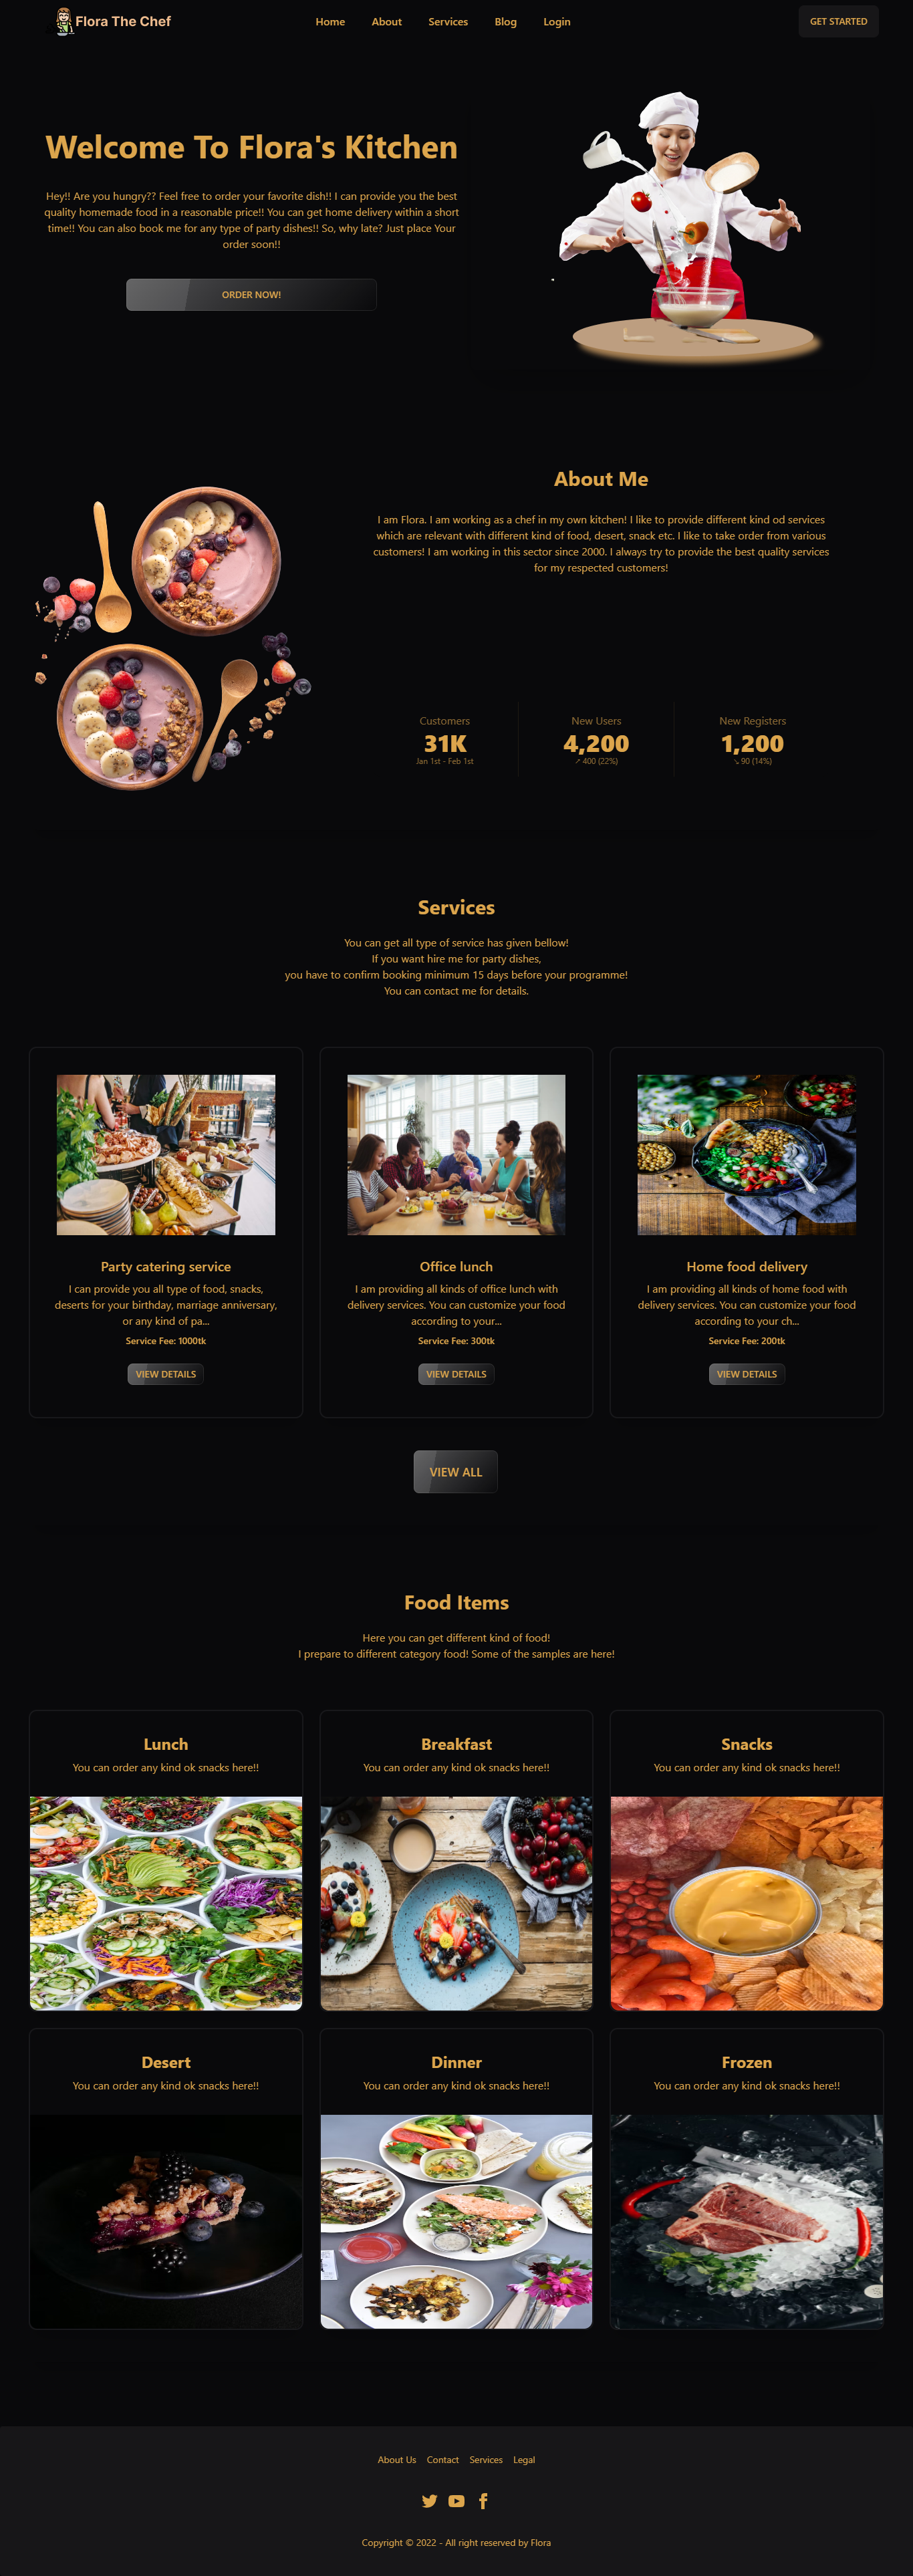 Flora The Chef
Home
About
Services
Blog
Login
GET STARTED
Welcome To Flora's Kitchen
Hey!! Are you hungry?? Feel free to order your favorite dish!! I can provide you the best
quality homemade food in a reasonable price!! You can get home delivery within a short
time!! You can also book me for any type of party dishes!! So, why late? Just place Your
order soon!!
ORDER NOW!
About Me
I am Flora. I am working as a chef in my own kitchen! I like to provide different kind od services
which are relevant with different kind of food, desert, snack etc. I like to take order from various
customers! I am working in this sector since 2000. I always try to provide the best quality services
for my respected customers!
Customers
31K
Jan 1st - Feb 1st
New Users
4,200
↗︎ 400 (22%)
New Registers
1,200
↘︎ 90 (14%)
Services
You can get all type of service has given bellow!
If you want hire me for party dishes,
you have to confirm booking minimum 15 days before your programme!
You can contact me for details.
Party catering service
I can provide you all type of food, snacks,
deserts for your birthday, marriage anniversary,
or any kind of pa...
Service Fee: 1000tk
VIEW DETAILS
Office lunch
I am providing all kinds of office lunch with
delivery services. You can customize your food
according to your...
Service Fee: 300tk
VIEW DETAILS
Home food delivery
I am providing all kinds of home food with
delivery services. You can customize your food
according to your ch...
Service Fee: 200tk
VIEW DETAILS
VIEW ALL
Food Items
Here you can get different kind of food!
I prepare to different category food! Some of the samples are here!
Lunch
You can order any kind ok snacks here!!
Breakfast
You can order any kind ok snacks here!!
Snacks
You can order any kind ok snacks here!!
Desert
You can order any kind ok snacks here!!
Dinner
You can order any kind ok snacks here!!
Frozen
You can order any kind ok snacks here!!
About Us
Contact
Services
Legal
Copyright © 2022 - All right reserved by Flora